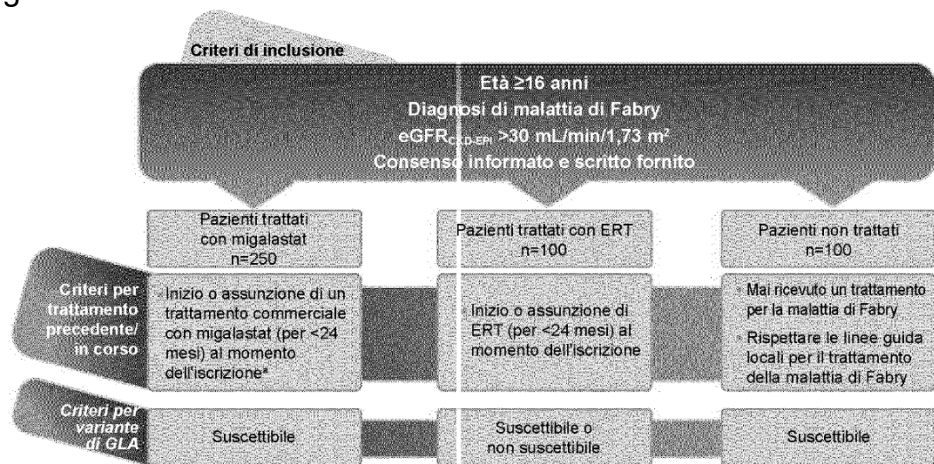 Criteri di inclusione
Età ≥16 anni
Diagnosi di malattia di Fabry
eGFRCKD-EPI >30 mL/min/1,73 m²
Consenso informato e scritto fornito
Pazienti trattati
con migalastat
n=250
Pazienti trattati con ERT
n=100
Pazienti non trattati
n=100
Criteri per
trattamento
precedente/
in corso
Inizio o assunzione di un
trattamento commerciale
con migalastat (per <24
mesi) al momento
dell'iscrizioneª
Inizio o assunzione di
ERT (per <24 mesi) al
momento dell'iscrizione
Mai ricevuto un trattamento
per la malattia di Fabry
Rispettare le linee guida
locali per il trattamento
della malattia di Fabry
Criteri per
variante
di GLA
Suscettibile
Suscettibile o
non suscettibile
Suscettibile